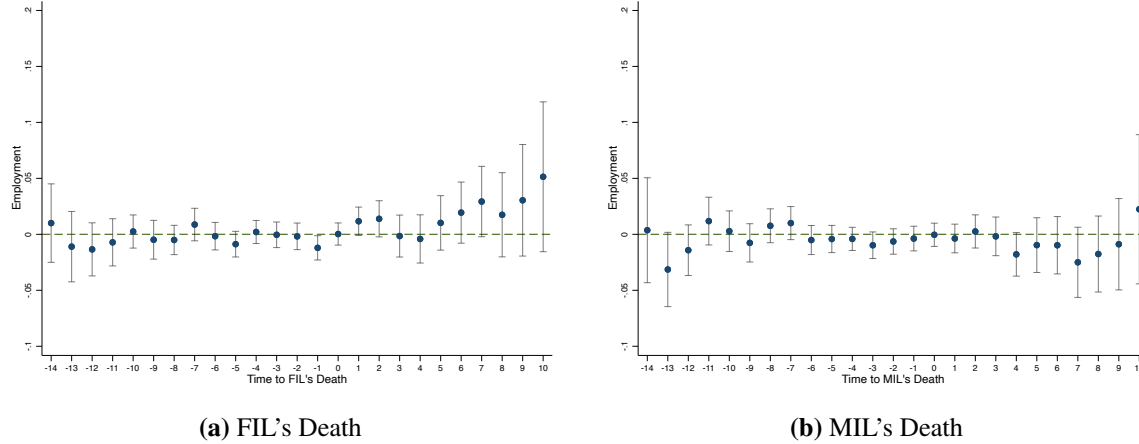 .2
.15
.1
.05
0
-.05
-.1
Employment
-14 -13 -12 -11 -10 -9 -8 -7 -6 -5 -4 -3 -2 -1 0 1 2 3 4 5 6 7 8 9 10
Time to FIL's Death
(a) FIL's Death
.2
.15
.1
.05
0
-.05
-.1
Employment
-14 -13 -12 -11 -10 -9 -8 -7 -6 -5 -4 -3 -2 -1 0 1 2 3 4 5 6 7 8 9 1
Time to MIL's Death
(b) MIL's Death